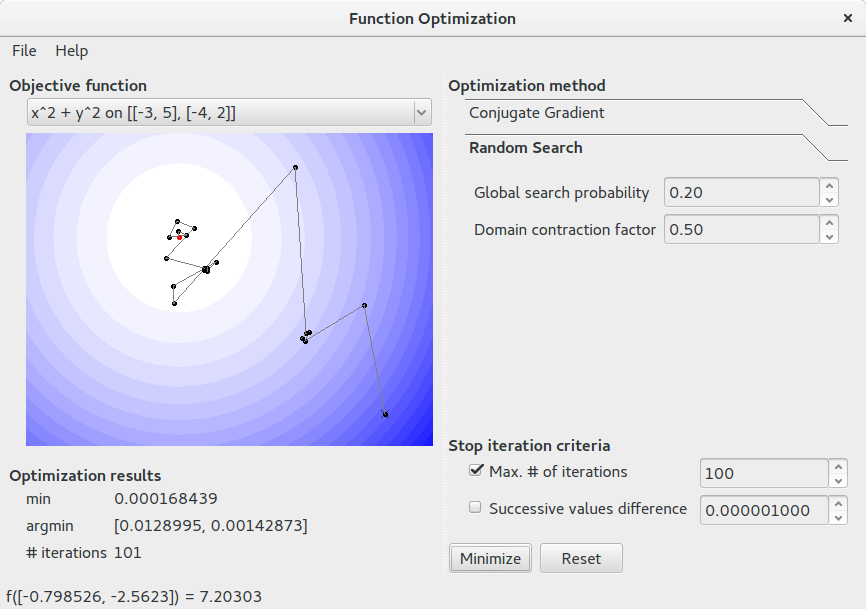 Function Optimization
File Help
Objective function
x^2 + y^2 on [[-3, 5], [-4, 2]]
Optimization results
min 0.000168439
argmin [0.0128995, 0.00142873]
# iterations 101
f([-0.798526, -2.5623]) = 7.20303
Optimization method
Conjugate Gradient
Random Search
Global search probability 0.20
Domain contraction factor 0.50
Stop iteration criteria
Max. # of iterations 100
Successive values difference 0.000001000
Minimize Reset